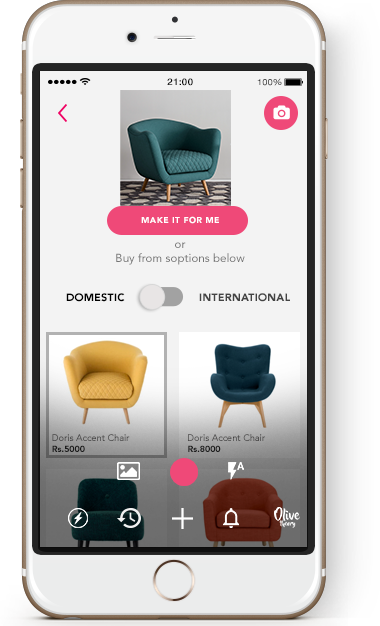 21:00
100%
MAKE IT FOR ME
or
Buy from soptions below
DOMESTIC
INTERNATIONAL
Doris Accent Chair
Rs.5000
Doris Accent Chair
Rs.8000
A
Olive